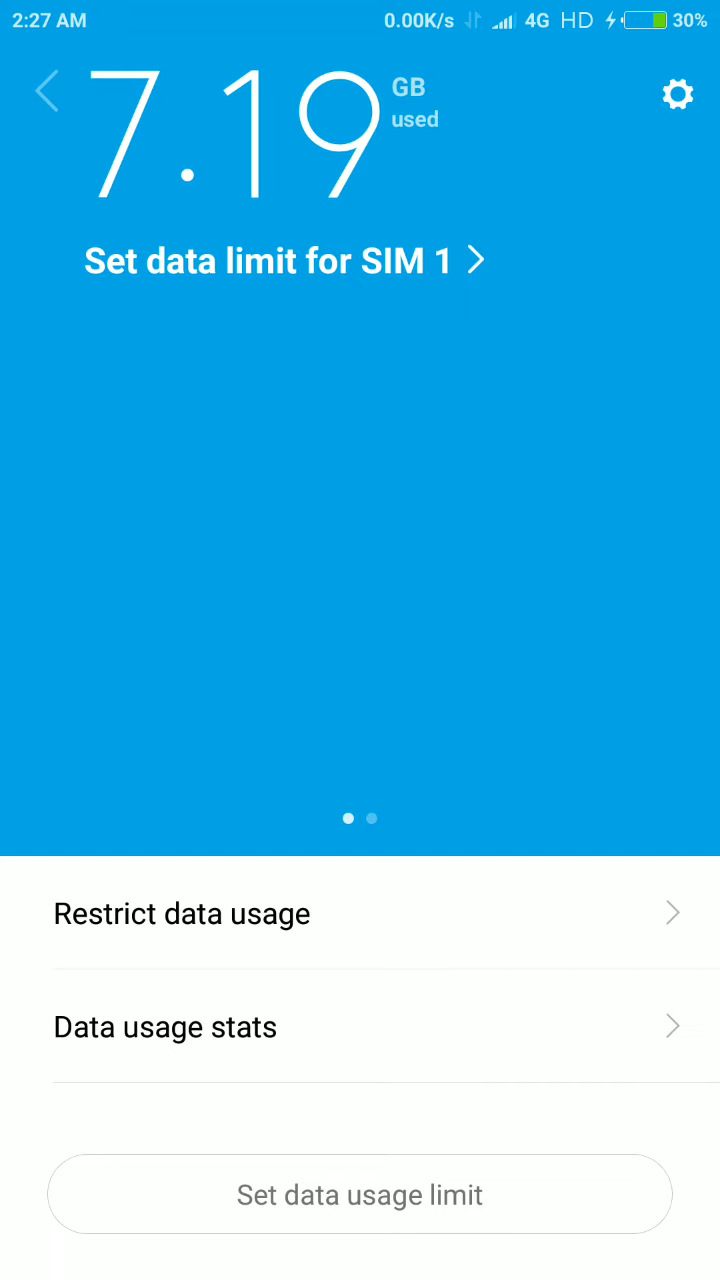 2:27 AM 0.00K/s 4G HD 30%
7.19 GB
used
Set data limit for SIM 1
Restrict data usage
Data usage stats
Set data usage limit